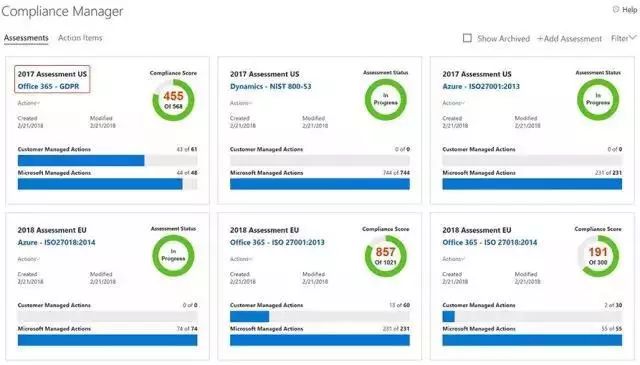 Compliance Manager
Help
Assessments
Action Items
Show Archived
+Add Assessment
Filter
2017 Assessment US
Office 365 - GDPR
Compliance Score
455
Of 568
Actions
Created
2/21/2018
Modified
2/21/2018
Customer Managed Actions
43 of 61
Microsoft Managed Actions
44 of 48
2017 Assessment US
Dynamics - NIST 800-53
Assessment Status
In
Progress
Actions
Created
2/21/2018
Modified
2/21/2018
Customer Managed Actions
0 of 0
Microsoft Managed Actions
744 of 744
2017 Assessment US
Azure - ISO27001:2013
Assessment Status
In
Progress
Actions
Created
2/21/2018
Modified
2/21/2018
Customer Managed Actions
0 of 0
Microsoft Managed Actions
231 of 231
2018 Assessment EU
Azure - ISO27018:2014
Assessment Status
In
Progress
Actions
Created
2/21/2018
Modified
2/21/2018
Customer Managed Actions
0 of 0
Microsoft Managed Actions
74 of 74
2018 Assessment EU
Office 365 - ISO 27001:2013
Compliance Score
857
Of 1021
Actions
Created
2/21/2018
Modified
2/21/2018
Customer Managed Actions
13 of 60
Microsoft Managed Actions
231 of 231
2018 Assessment EU
Office 365 - ISO 27018:2014
Compliance Score
191
Of 300
Actions
Created
2/21/2018
Modified
2/21/2018
Customer Managed Actions
2 of 30
Microsoft Managed Actions
55 of 55